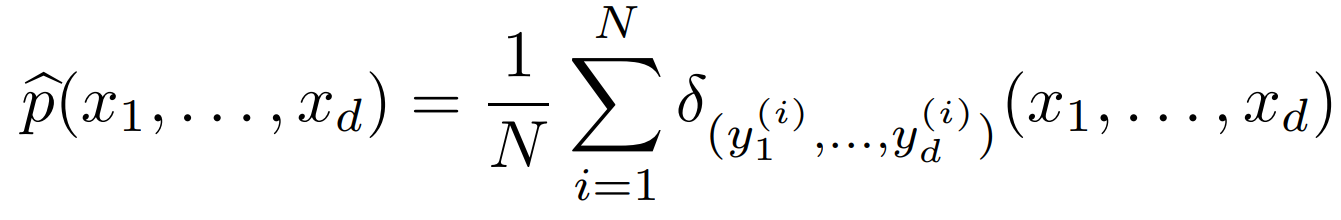 $\widehat{p}(x_1, \ldots, x_d) = \frac{1}{N} \sum_{i=1}^{N} \delta_{(y_1^{(i)}, \ldots, y_d^{(i)})}(x_1, \ldots, x_d)$